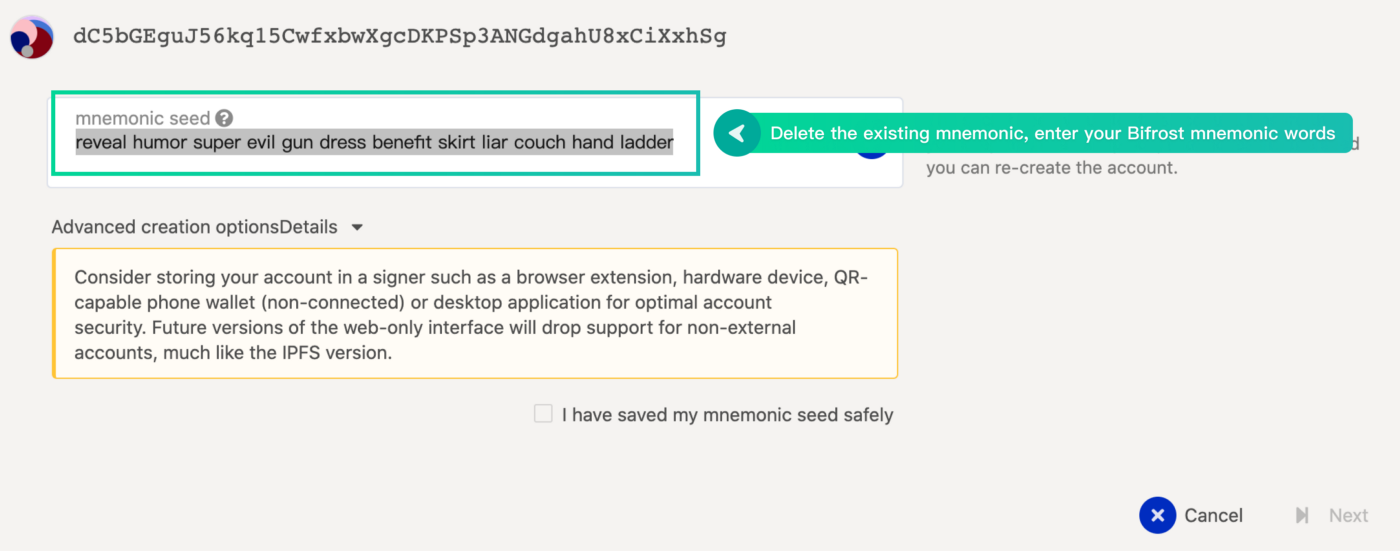 dC5bGEguJ56kq15CwfxbwXgcDKPSp3ANGdgahU8xCiXxhSg
mnemonic seed
reveal humor super evil gun dress benefit skirt liar couch hand ladder
Delete the existing mnemonic, enter your Bifrost mnemonic words
you can re-create the account.
Advanced creation optionsDetails
Consider storing your account in a signer such as a browser extension, hardware device, QR-
capable phone wallet (non-connected) or desktop application for optimal account
security. Future versions of the web-only interface will drop support for non-external
accounts, much like the IPFS version.
I have saved my mnemonic seed safely
Cancel
Next